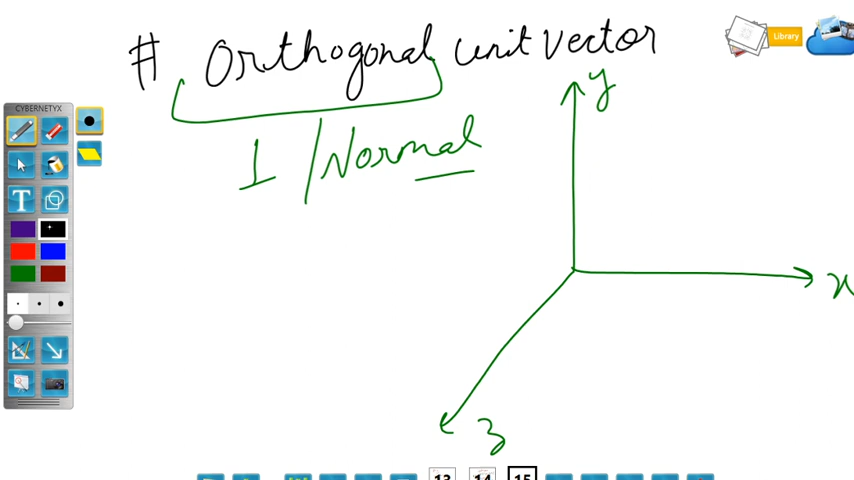 # Orthogonal unit vector
Library
y
CYBERNETYX
⊥ / Normal
T
x
z
13 14 15